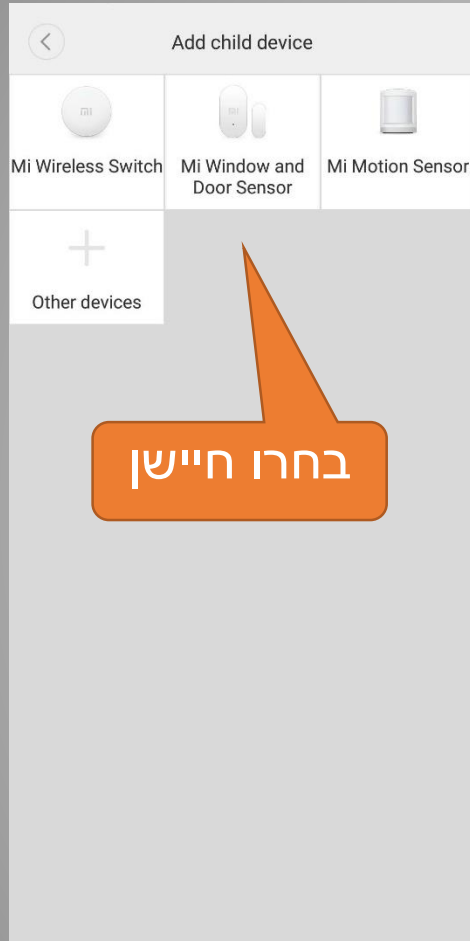 Add child device
Mi Wireless Switch
Mi Window and
Door Sensor
Mi Motion Sensor
Other devices
בחרו חיישן